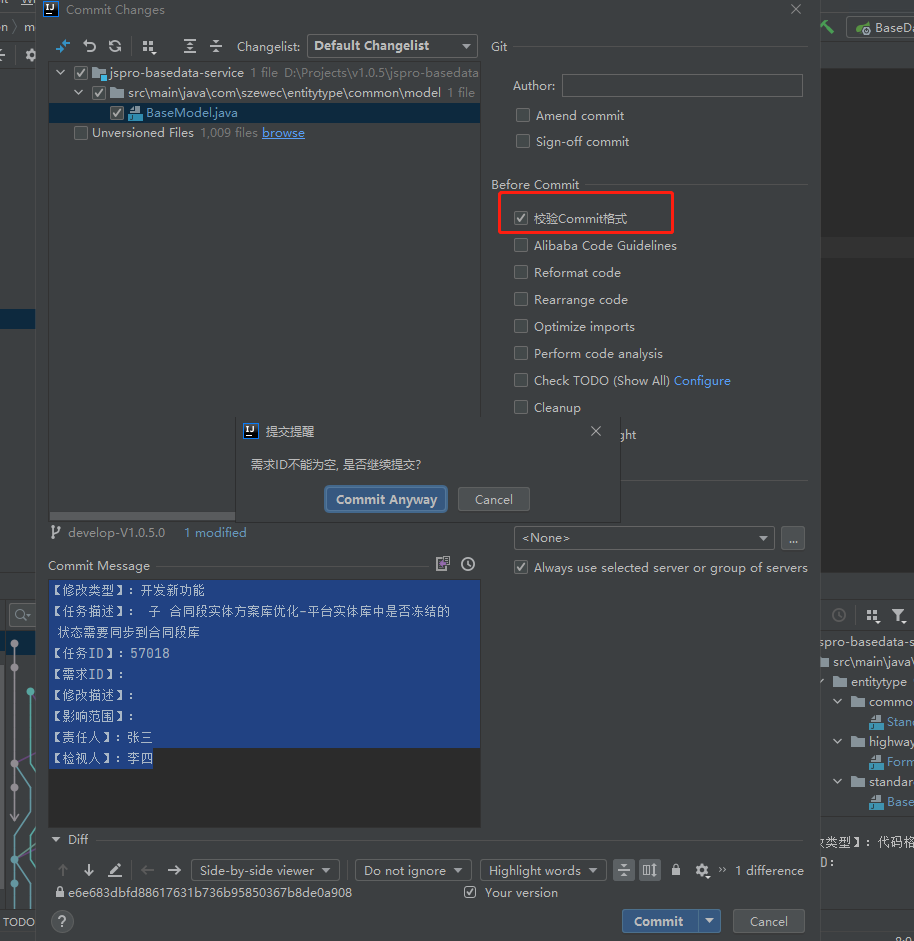 Commit Changes
BaseDa
Changelist: Default Changelist
Git
jspro-basedata-service 1 file D:\Projects\v1.0.5\jspro-basedata
src\main\java\com\szewec\entitytype\common\model 1 file
BaseModel.java
Unversioned Files 1,009 files browse
Author:
Amend commit
Sign-off commit
Before Commit
校验Commit格式
Alibaba Code Guidelines
Reformat code
Rearrange code
Optimize imports
Perform code analysis
Check TODO (Show All) Configure
Cleanup
ght
提交提醒
需求ID不能为空, 是否继续提交?
Commit Anyway
Cancel
develop-V1.0.5.0 1 modified
<None>
...
Always use selected server or group of servers
Commit Message
【修改类型】: 开发新功能
【任务描述】: 子 合同段实体方案库优化-平台实体库中是否冻结的
状态需要同步到合同段库
【任务ID】: 57018
【需求ID】:
【修改描述】:
【影响范围】:
【责任人】: 张三
【检视人】: 李四
spro-basedata-s
src\main\java\
entitytype
commo
Stand
highway
Form
standar
Base
类型】: 代码格
D:
Diff
Side-by-side viewer
Do not ignore
Highlight words
1 difference
e6e683dbfd88617631b736b95850367b8de0a908
Your version
TODO
?
Commit
Cancel